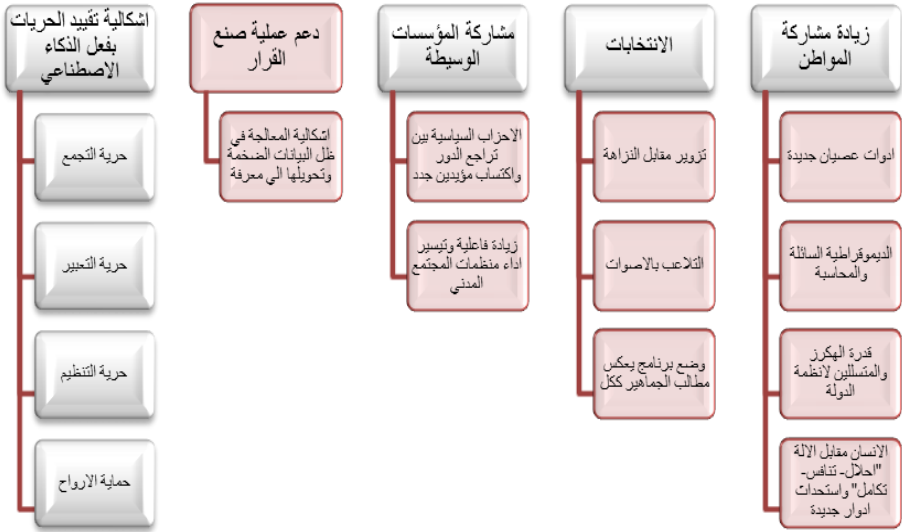 زيادة مشاركة
المواطن
ادوات عصيان جديدة
الديموقراطية السائلة
والمحاسبة
قدرة الهكرز
والمتسللين لانظمة
الدولة
الانسان مقابل الالة
"احلال- تنافس-
تكامل" واستحداث
ادوار جديدة
الانتخابات
تزوير مقابل النزاهة
التلاعب بالاصوات
وضع برنامج يعكس
مطالب الجماهير ككل
مشاركة المؤسسات
الوسيطة
الاحزاب السياسية بين
تراجع الدور
واكتساب مؤيدين جدد
زيادة فاعلية وتيسير
اداء منظمات المجتمع
المدني
دعم عملية صنع
القرار
اشكالية المعالجة في
ظل البيانات الضخمة
وتحويلها الي معرفة
اشكالية تقييد الحريات
بفعل الذكاء
الاصطناعي
حرية التجمع
حرية التعبير
حرية التنظيم
حماية الارواح